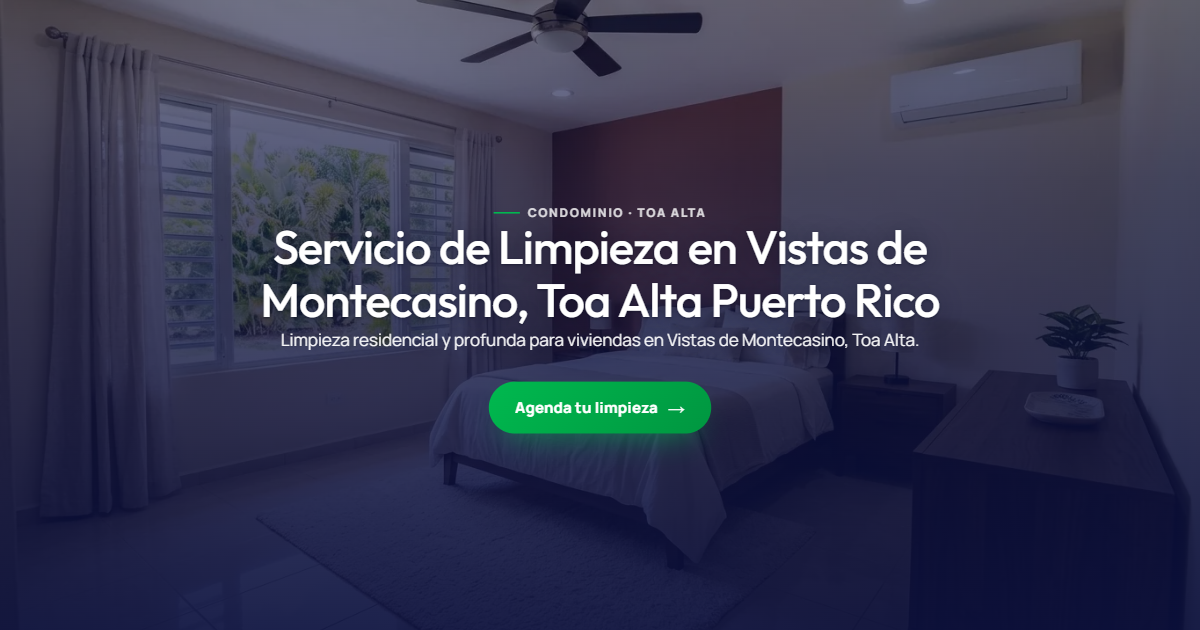 CONDOMINIO · TOA ALTA
Servicio de Limpieza en Vistas de
Montecasino, Toa Alta Puerto Rico
Limpieza residencial y profunda para viviendas en Vistas de Montecasino, Toa Alta.
Agenda tu limpieza →